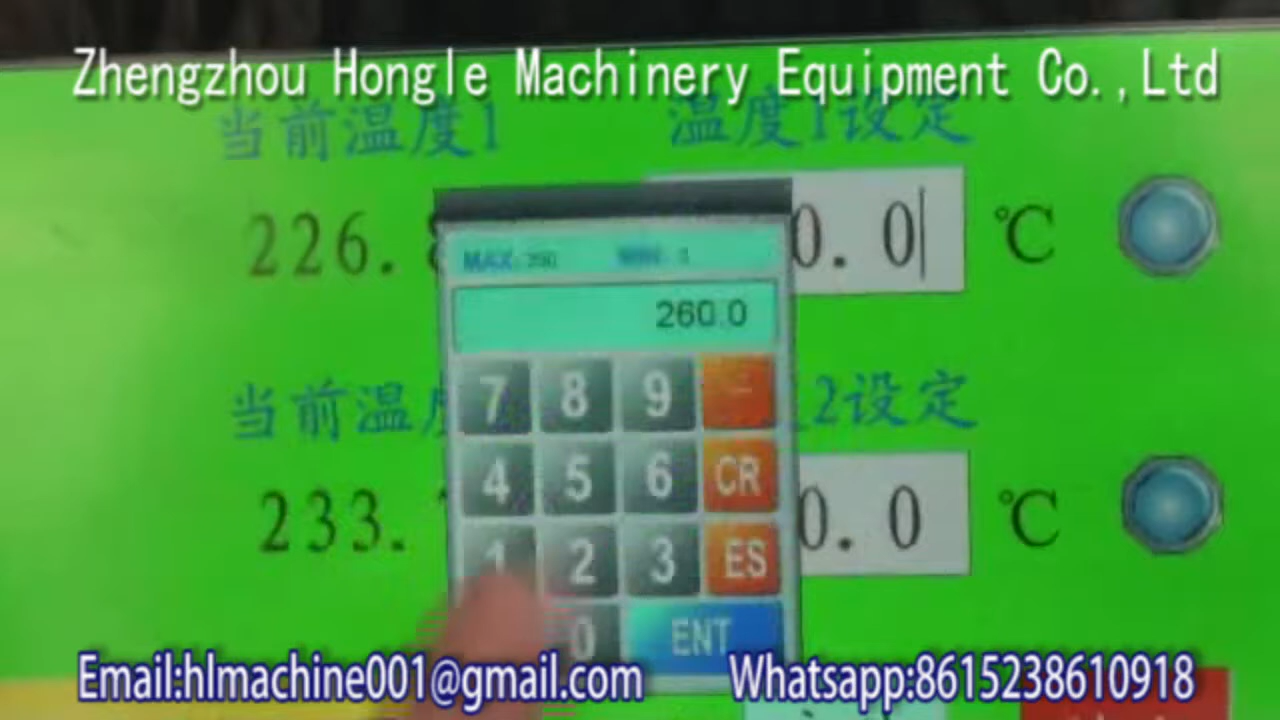 Zhengzhou Hongle Machinery Equipment Co.,Ltd
当前温度1 温度1设定
226. 0.0 ℃
MAX: 350 MIN:
260.0
当前温 2设定
7 8 9 -
4 5 6 CR
233. 0.0 ℃
1 2 3 ES
0 ENT
Email:hlmachine001@gmail.com Whatsapp:8615238610918